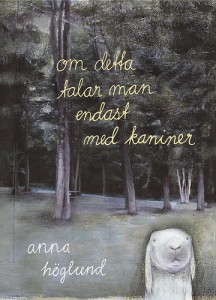 om detta
talar man
endast
med kaniner
anna
höglund